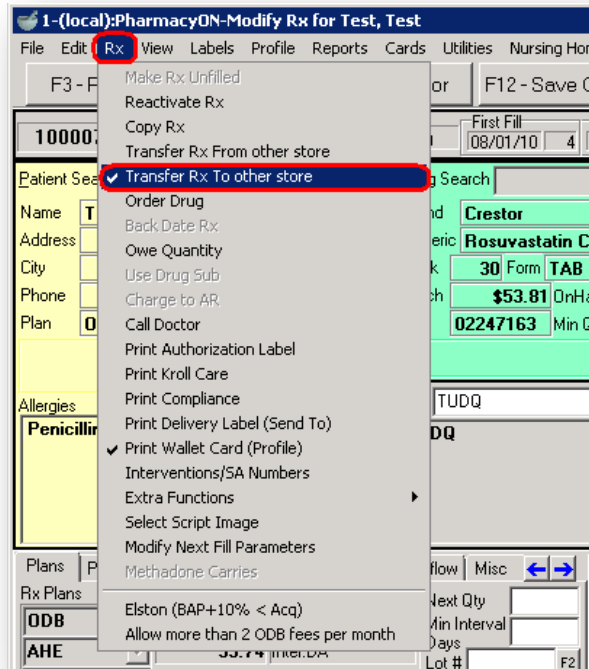 1-(local):PharmacyON-Modify Rx for Test, Test
File Edit Rx View Labels Profile Reports Cards Utilities Nursing Hor
F3 - F
or
F12 - Save C
Make Rx Unfilled
Reactivate Rx
Copy Rx
Transfer Rx From other store
Transfer Rx To other store
Order Drug
Back Date Rx
Owe Quantity
Use Drug Sub
Charge to AR
Call Doctor
Print Authorization Label
Print Kroll Care
Print Compliance
Print Delivery Label (Send To)
Print Wallet Card (Profile)
Interventions/SA Numbers
Extra Functions
Select Script Image
Modify Next Fill Parameters
Methadone Carries
Elston (BAP+10% < Acq)
Allow more than 2 ODB fees per month
First Fill
08/01/10 4
Patient Sea
g Search
Name T
Crestor
Address
eric Rosuvastatin C
City
30 Form TAB
Phone
$53.81 OnHa
Plan O
02247163 Min Q
Allergies
TUDQ
Penicillin
DQ
Plans P
flow Misc
Rx Plans
Next Qty
ODB
Min Interval
Days
AHE
Lot # F2